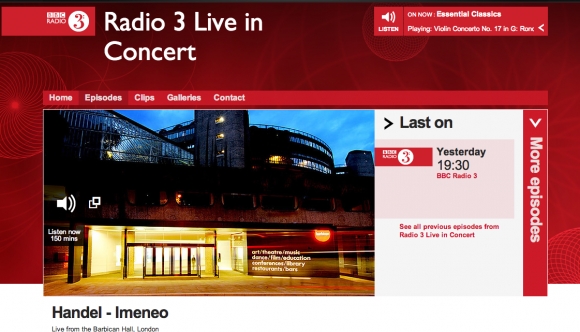 BBC
RADIO
3
Radio 3 Live in
Concert
LISTEN
ON NOW : Essential Classics
Playing: Violin Concerto No. 17 in G: Rond
Home
Episodes
Clips
Galleries
Contact
Last on
BBC
RADIO
3
Yesterday
19:30
BBC Radio 3
See all previous episodes from
Radio 3 Live in Concert
More episodes
Listen now
150 mins
art/theatre/music
dance/film/education
conferences/library
restaurants/bars
Handel - Imeneo
Live from the Barbican Hall, London